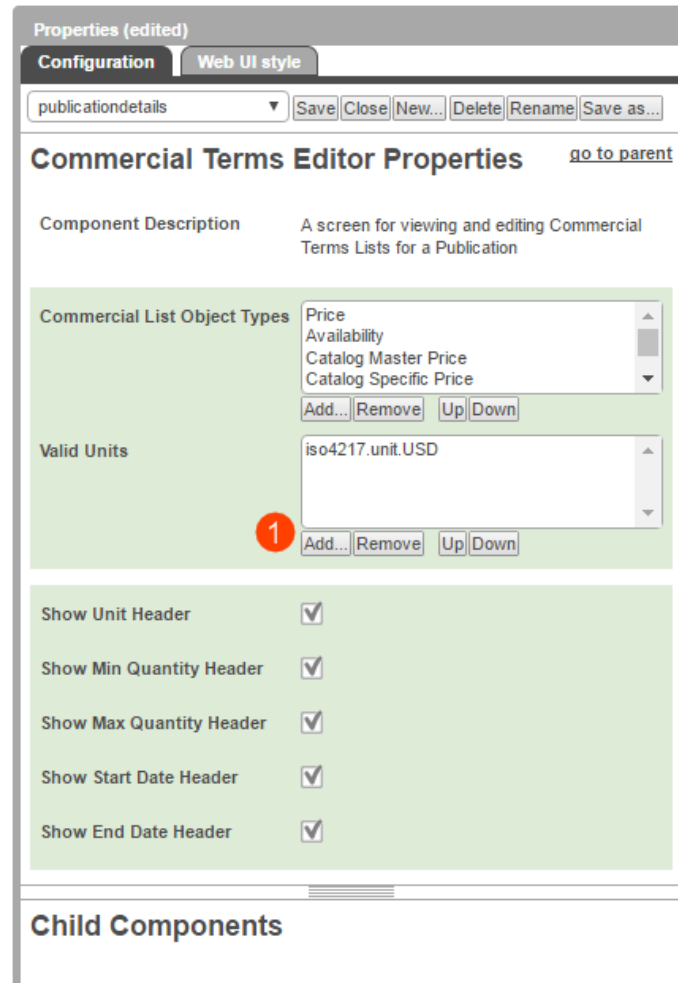 Properties (edited)
Configuration Web UI style
publicationdetails Save Close New... Delete Rename Save as...
Commercial Terms Editor Properties go to parent
Component Description A screen for viewing and editing Commercial
Terms Lists for a Publication
Commercial List Object Types Price
Availability
Catalog Master Price
Catalog Specific Price
Add... Remove Up Down
Valid Units iso4217.unit.USD
1 Add... Remove Up Down
Show Unit Header
Show Min Quantity Header
Show Max Quantity Header
Show Start Date Header
Show End Date Header
Child Components